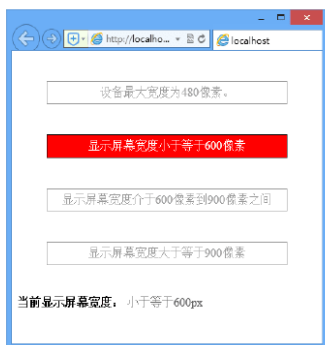 http://localho...
localhost
设备最大宽度为480像素。
显示屏幕宽度小于等于600像素
显示屏幕宽度介于600像素到900像素之间
显示屏幕宽度大于等于900像素
当前显示屏幕宽度： 小于等于600px